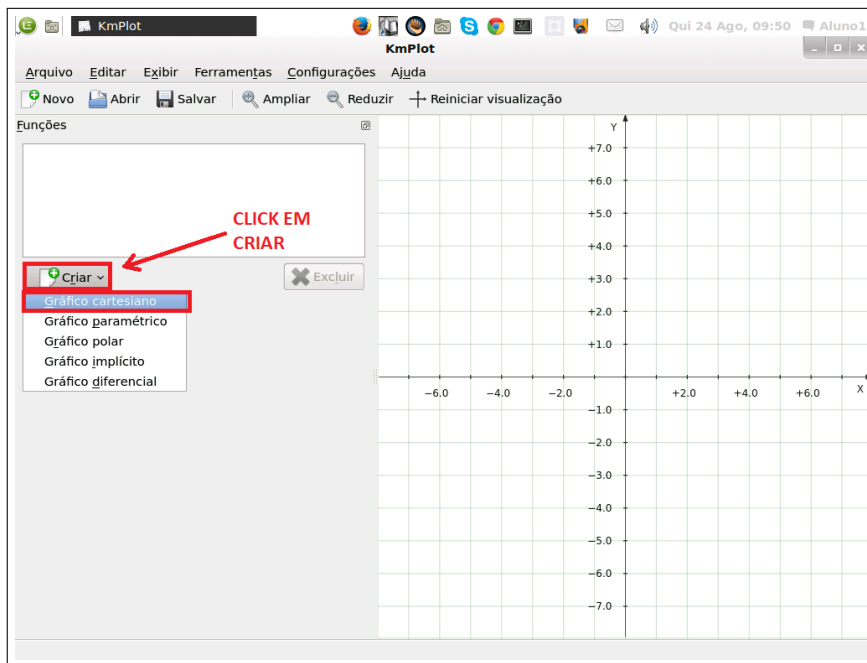 KmPlot
Qui 24 Ago, 09:50 Aluno1
KmPlot
Arquivo Editar Exibir Ferramentas Configurações Ajuda
Novo Abrir Salvar Ampliar Reduzir Reiniciar visualização
Funções
CLICK EM
CRIAR
Criar
Excluir
Gráfico cartesiano
Gráfico paramétrico
Gráfico polar
Gráfico implícito
Gráfico diferencial
Y
+7.0
+6.0
+5.0
+4.0
+3.0
+2.0
+1.0
−6.0 −4.0 −2.0 +2.0 +4.0 +6.0 X
−1.0
−2.0
−3.0
−4.0
−5.0
−6.0
−7.0